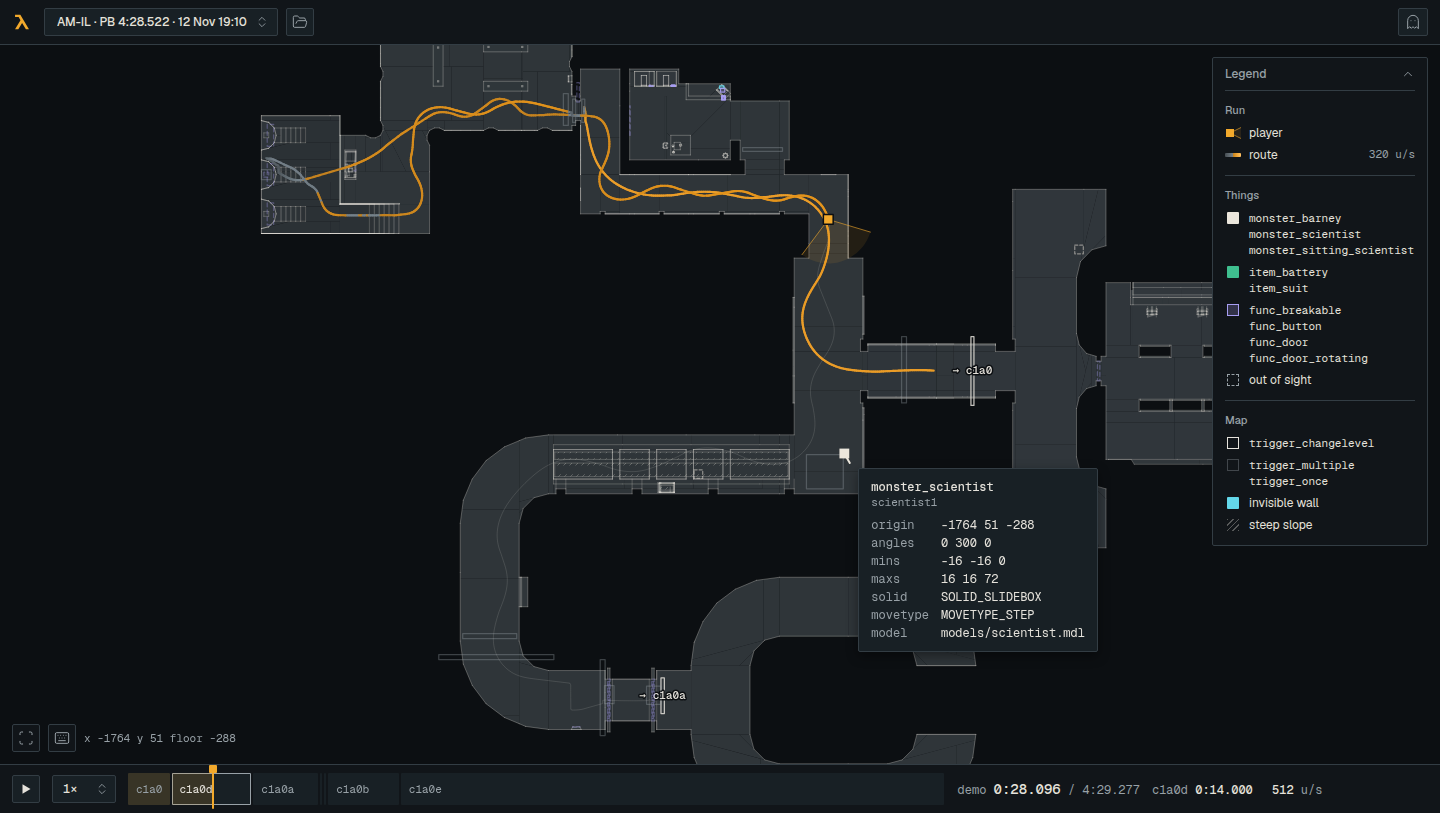 λ AM-IL · PB 4:28.522 · 12 Nov 19:10
Legend
Run
player
route 320 u/s
Things
monster_barney
monster_scientist
monster_sitting_scientist
item_battery
item_suit
func_breakable
func_button
func_door
func_door_rotating
out of sight
Map
trigger_changelevel
trigger_multiple
trigger_once
invisible wall
steep slope
→ c1a0
monster_scientist
scientist1
origin -1764 51 -288
angles 0 300 0
mins -16 -16 0
maxs 16 16 72
solid SOLID_SLIDEBOX
movetype MOVETYPE_STEP
model models/scientist.mdl
→ c1a0a
x -1764 y 51 floor -288
1× c1a0 c1a0d c1a0a c1a0b c1a0e demo 0:28.096 / 4:29.277 c1a0d 0:14.000 512 u/s